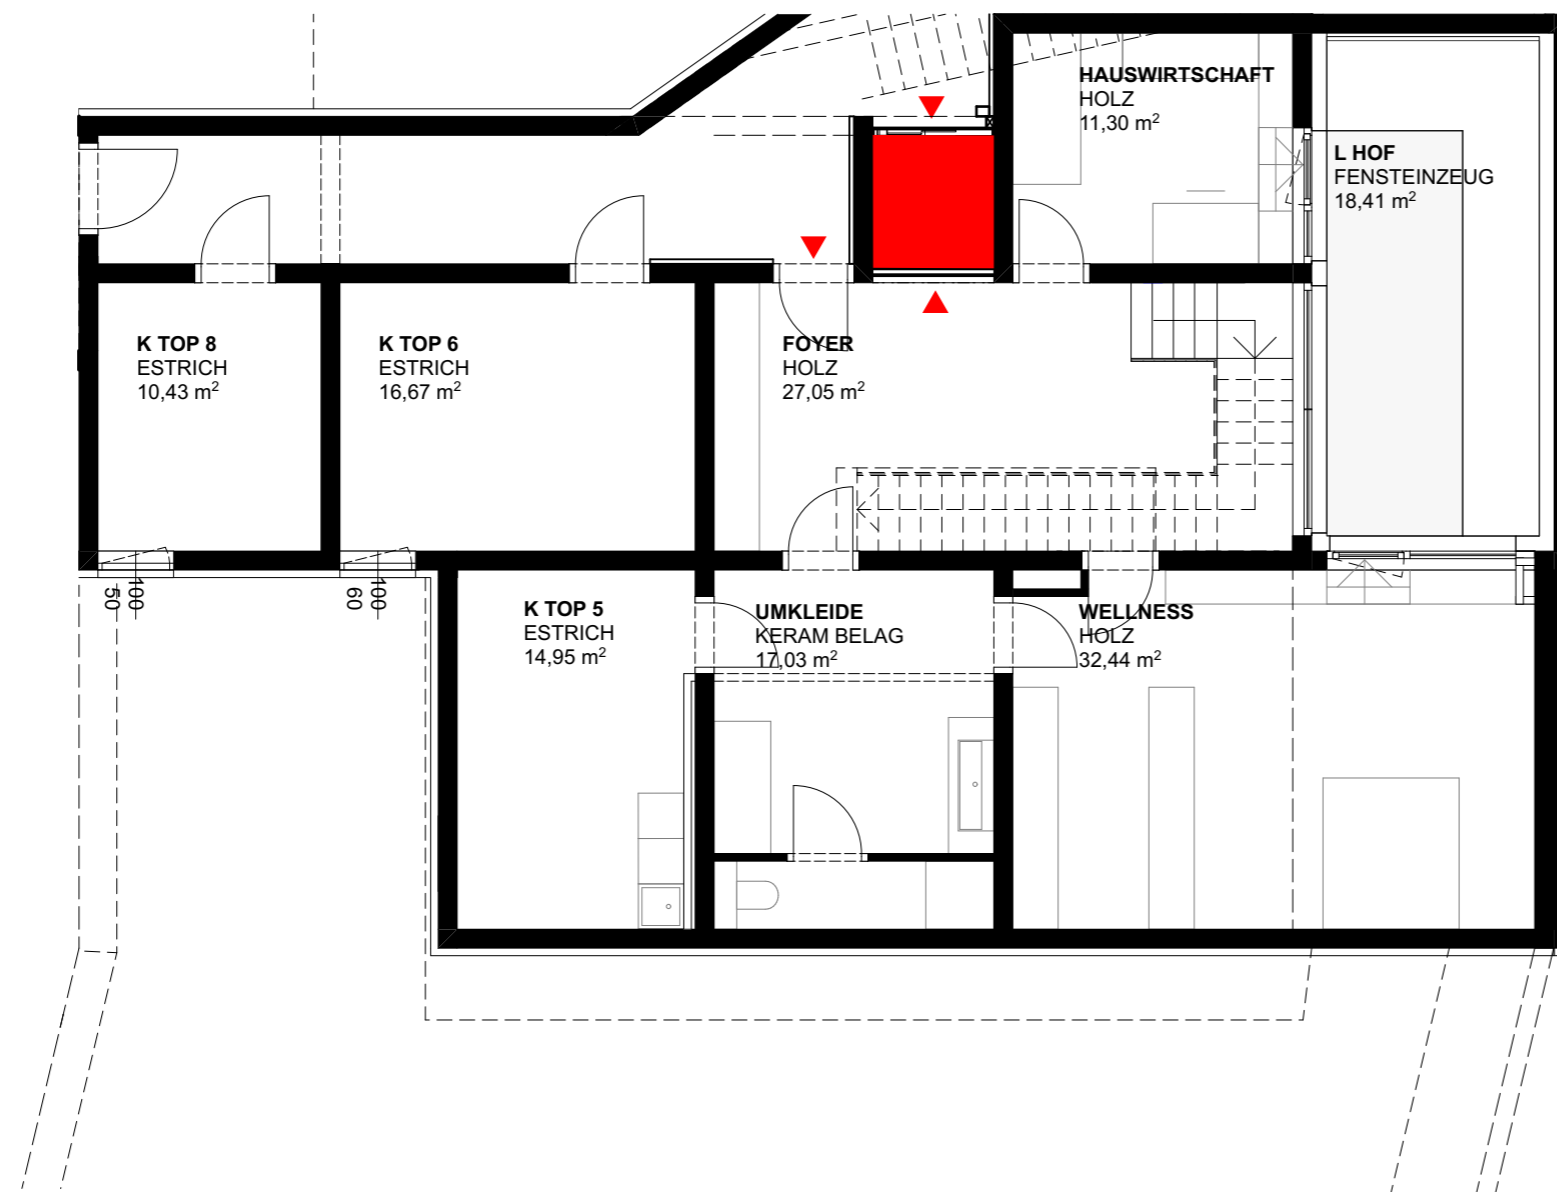 HAUSWIRTSCHAFT
HOLZ
11,30 m²
L HOF
FENSTEINZEUG
18,41 m²
K TOP 8
ESTRICH
10,43 m²
K TOP 6
ESTRICH
16,67 m²
FOYER
HOLZ
27,05 m²
100
50
100
60
K TOP 5
ESTRICH
14,95 m²
UMKLEIDE
KERAM BELAG
17,03 m²
WELLNESS
HOLZ
32,44 m²